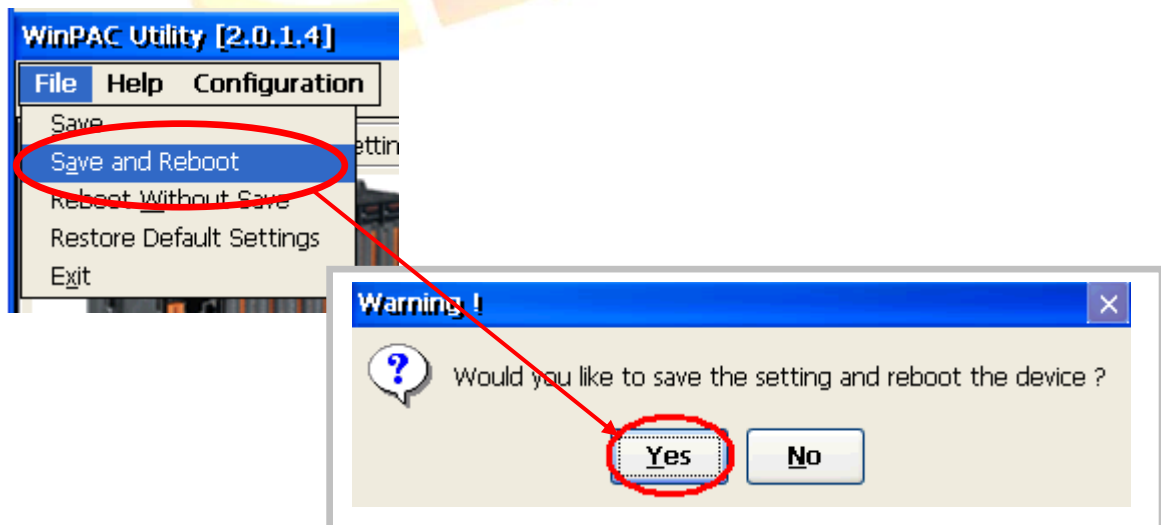 WinPAC Utility [2.0.1.4]
File Help Configuration
Save
Save and Reboot
Reboot Without Save
Restore Default Settings
Exit
ettin
Warning !
Would you like to save the setting and reboot the device ?
Yes No